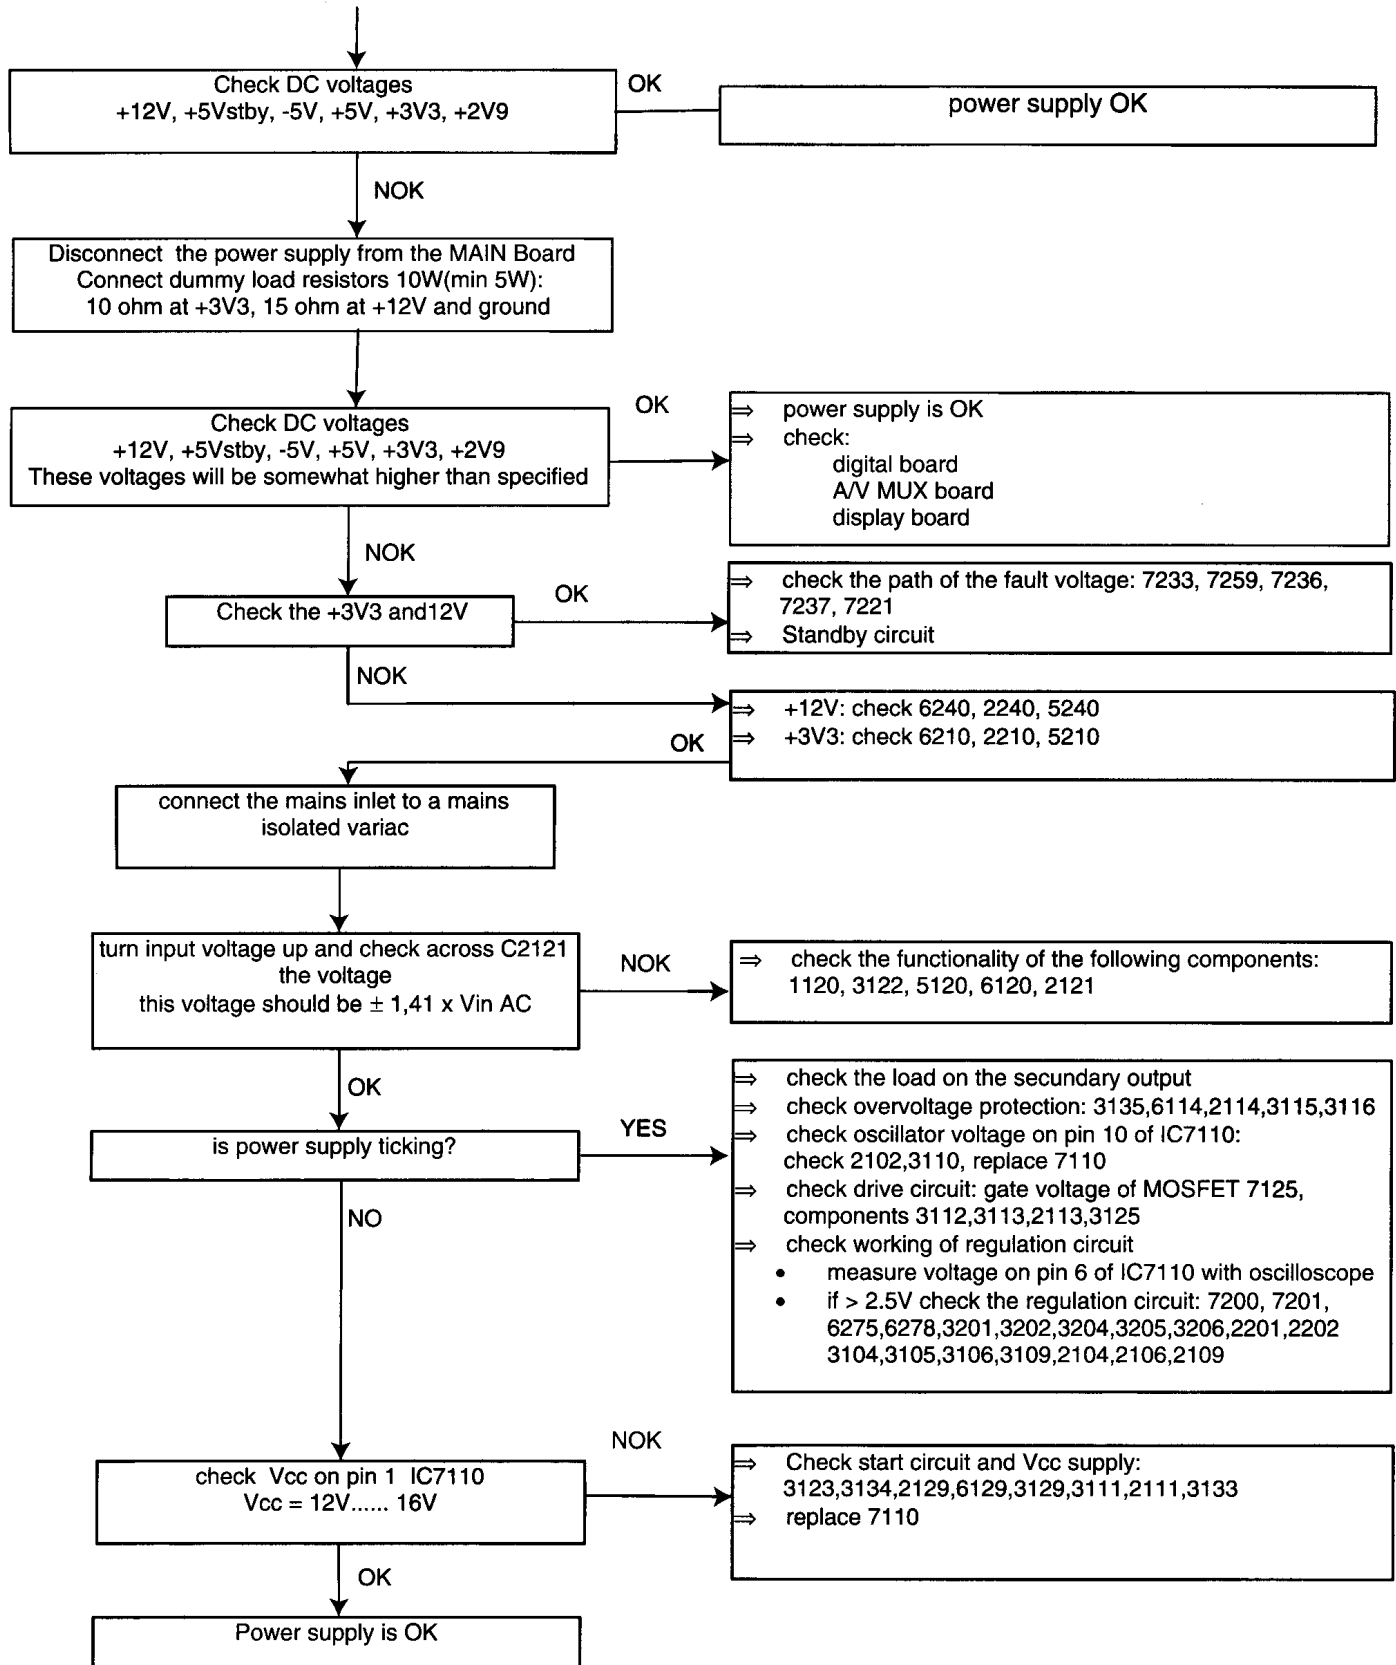 Check DC voltages
+12V, +5Vstby, -5V, +5V, +3V3, +2V9
OK
power supply OK
NOK
Disconnect the power supply from the MAIN Board
Connect dummy load resistors 10W(min 5W):
10 ohm at +3V3, 15 ohm at +12V and ground
Check DC voltages
+12V, +5Vstby, -5V, +5V, +3V3, +2V9
These voltages will be somewhat higher than specified
OK
⇒ power supply is OK
⇒ check:
digital board
A/V MUX board
display board
NOK
Check the +3V3 and12V
OK
⇒ check the path of the fault voltage: 7233, 7259, 7236,
7237, 7221
⇒ Standby circuit
NOK
⇒ +12V: check 6240, 2240, 5240
⇒ +3V3: check 6210, 2210, 5210
OK
connect the mains inlet to a mains
isolated variac
turn input voltage up and check across C2121
the voltage
this voltage should be ± 1,41 x Vin AC
NOK
⇒ check the functionality of the following components:
1120, 3122, 5120, 6120, 2121
OK
is power supply ticking?
YES
⇒ check the load on the secundary output
⇒ check overvoltage protection: 3135,6114,2114,3115,3116
⇒ check oscillator voltage on pin 10 of IC7110:
check 2102,3110, replace 7110
⇒ check drive circuit: gate voltage of MOSFET 7125,
components 3112,3113,2113,3125
⇒ check working of regulation circuit
• measure voltage on pin 6 of IC7110 with oscilloscope
• if > 2.5V check the regulation circuit: 7200, 7201,
6275,6278,3201,3202,3204,3205,3206,2201,2202
3104,3105,3106,3109,2104,2106,2109
NO
check Vcc on pin 1 IC7110
Vcc = 12V...... 16V
NOK
⇒ Check start circuit and Vcc supply:
3123,3134,2129,6129,3129,3111,2111,3133
⇒ replace 7110
OK
Power supply is OK